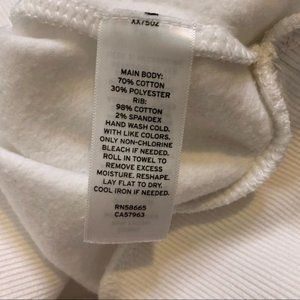 XX7502
MAIN BODY:
70% COTTON
30% POLYESTER
RIB:
98% COTTON
2% SPANDEX
HAND WASH COLD.
WITH LIKE COLORS.
ONLY NON-CHLORINE
BLEACH IF NEEDED.
ROLL IN TOWEL TO
REMOVE EXCESS
MOISTURE. RESHAPE.
LAY FLAT TO DRY.
COOL IRON IF NEEDED.
RN58665
CA57963